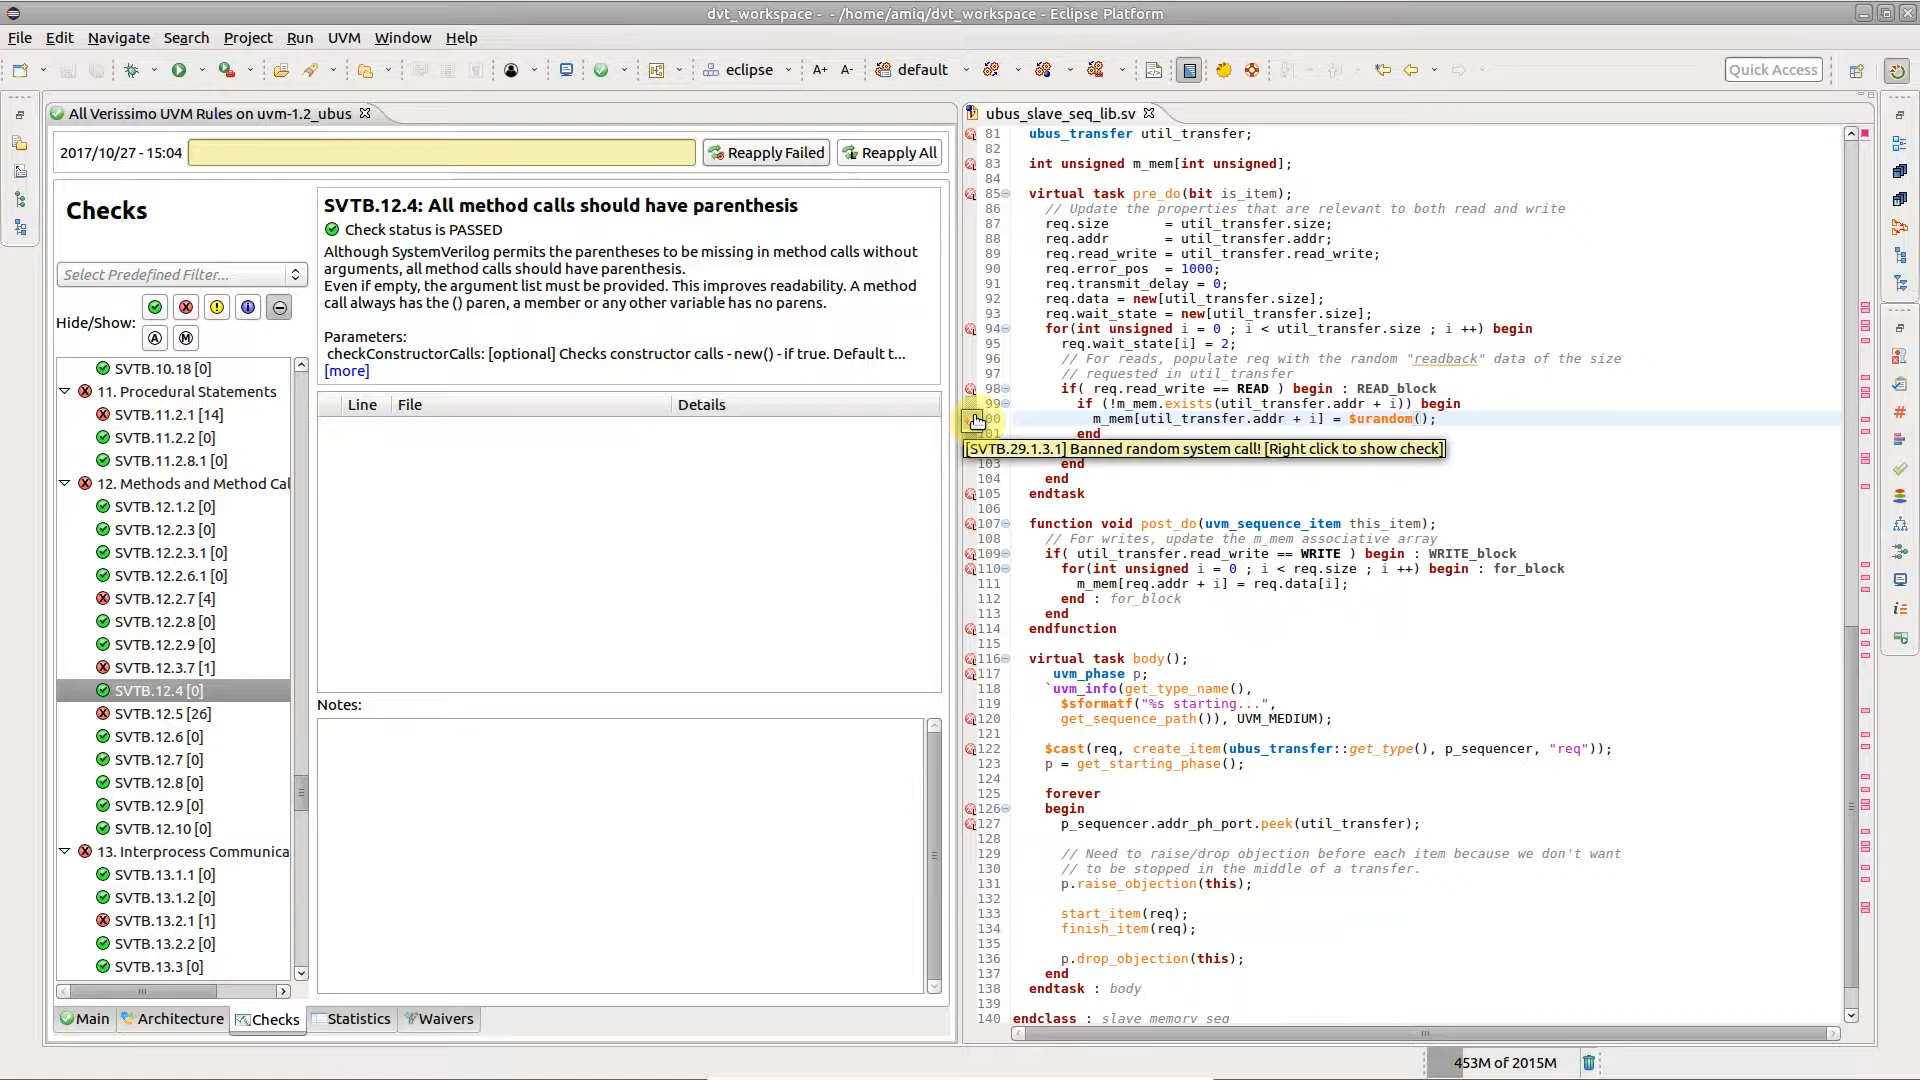 dvt_workspace - - /home/amiq/dvt_workspace - Eclipse Platform
File Edit Navigate Search Project Run UVM Window Help
eclipse A+ A- default Quick Access
All Verissimo UVM Rules on uvm-1.2_ubus
2017/10/27 - 15:04 Reapply Failed Reapply All
Checks
Select Predefined Filter...
Hide/Show:
A M
SVTB.10.18 [0]
11. Procedural Statements
SVTB.11.2.1 [14]
SVTB.11.2.2 [0]
SVTB.11.2.8.1 [0]
12. Methods and Method Cal
SVTB.12.1.2 [0]
SVTB.12.2.3 [0]
SVTB.12.2.3.1 [0]
SVTB.12.2.6.1 [0]
SVTB.12.2.7 [4]
SVTB.12.2.8 [0]
SVTB.12.2.9 [0]
SVTB.12.3.7 [1]
SVTB.12.4 [0]
SVTB.12.5 [26]
SVTB.12.6 [0]
SVTB.12.7 [0]
SVTB.12.8 [0]
SVTB.12.9 [0]
SVTB.12.10 [0]
13. Interprocess Communica
SVTB.13.1.1 [0]
SVTB.13.1.2 [0]
SVTB.13.2.1 [1]
SVTB.13.2.2 [0]
SVTB.13.3 [0]
SVTB.12.4: All method calls should have parenthesis
Check status is PASSED
Although SystemVerilog permits the parentheses to be missing in method calls without
arguments, all method calls should have parenthesis.
Even if empty, the argument list must be provided. This improves readability. A method
call always has the () paren, a member or any other variable has no parens.
Parameters:
checkConstructorCalls: [optional] Checks constructor calls - new() - if true. Default t...
[more]
Line File Details
Notes:
Main Architecture Checks Statistics Waivers
ubus_slave_seq_lib.sv
81 ubus_transfer util_transfer;
82
83 int unsigned m_mem[int unsigned];
84
85 virtual task pre_do(bit is_item);
86 // Update the properties that are relevant to both read and write
87 req.size = util_transfer.size;
88 req.addr = util_transfer.addr;
89 req.read_write = util_transfer.read_write;
90 req.error_pos = 1000;
91 req.transmit_delay = 0;
92 req.data = new[util_transfer.size];
93 req.wait_state = new[util_transfer.size];
94 for(int unsigned i = 0 ; i < util_transfer.size ; i ++) begin
95 req.wait_state[i] = 2;
96 // For reads, populate req with the random "readback" data of the size
97 // requested in util_transfer
98 if( req.read_write == READ ) begin : READ_block
99 if (!m_mem.exists(util_transfer.addr + i)) begin
00 m_mem[util_transfer.addr + i] = $urandom();
101 end
[SVTB.29.1.3.1] Banned random system call! [Right click to show check]
103 end
104 end
105 endtask
106
107 function void post_do(uvm_sequence_item this_item);
108 // For writes, update the m_mem associative array
109 if( util_transfer.read_write == WRITE ) begin : WRITE_block
110 for(int unsigned i = 0 ; i < req.size ; i ++) begin : for_block
111 m_mem[req.addr + i] = req.data[i];
112 end : for_block
113 end
114 endfunction
115
116 virtual task body();
117 uvm_phase p;
118 `uvm_info(get_type_name(),
119 $sformatf("%s starting...",
120 get_sequence_path()), UVM_MEDIUM);
121
122 $cast(req, create_item(ubus_transfer::get_type(), p_sequencer, "req"));
123 p = get_starting_phase();
124
125 forever
126 begin
127 p_sequencer.addr_ph_port.peek(util_transfer);
128
129 // Need to raise/drop objection before each item because we don't want
130 // to be stopped in the middle of a transfer.
131 p.raise_objection(this);
132
133 start_item(req);
134 finish_item(req);
135
136 p.drop_objection(this);
137 end
138 endtask : body
139
140 endclass : slave_memory_seq
453M of 2015M